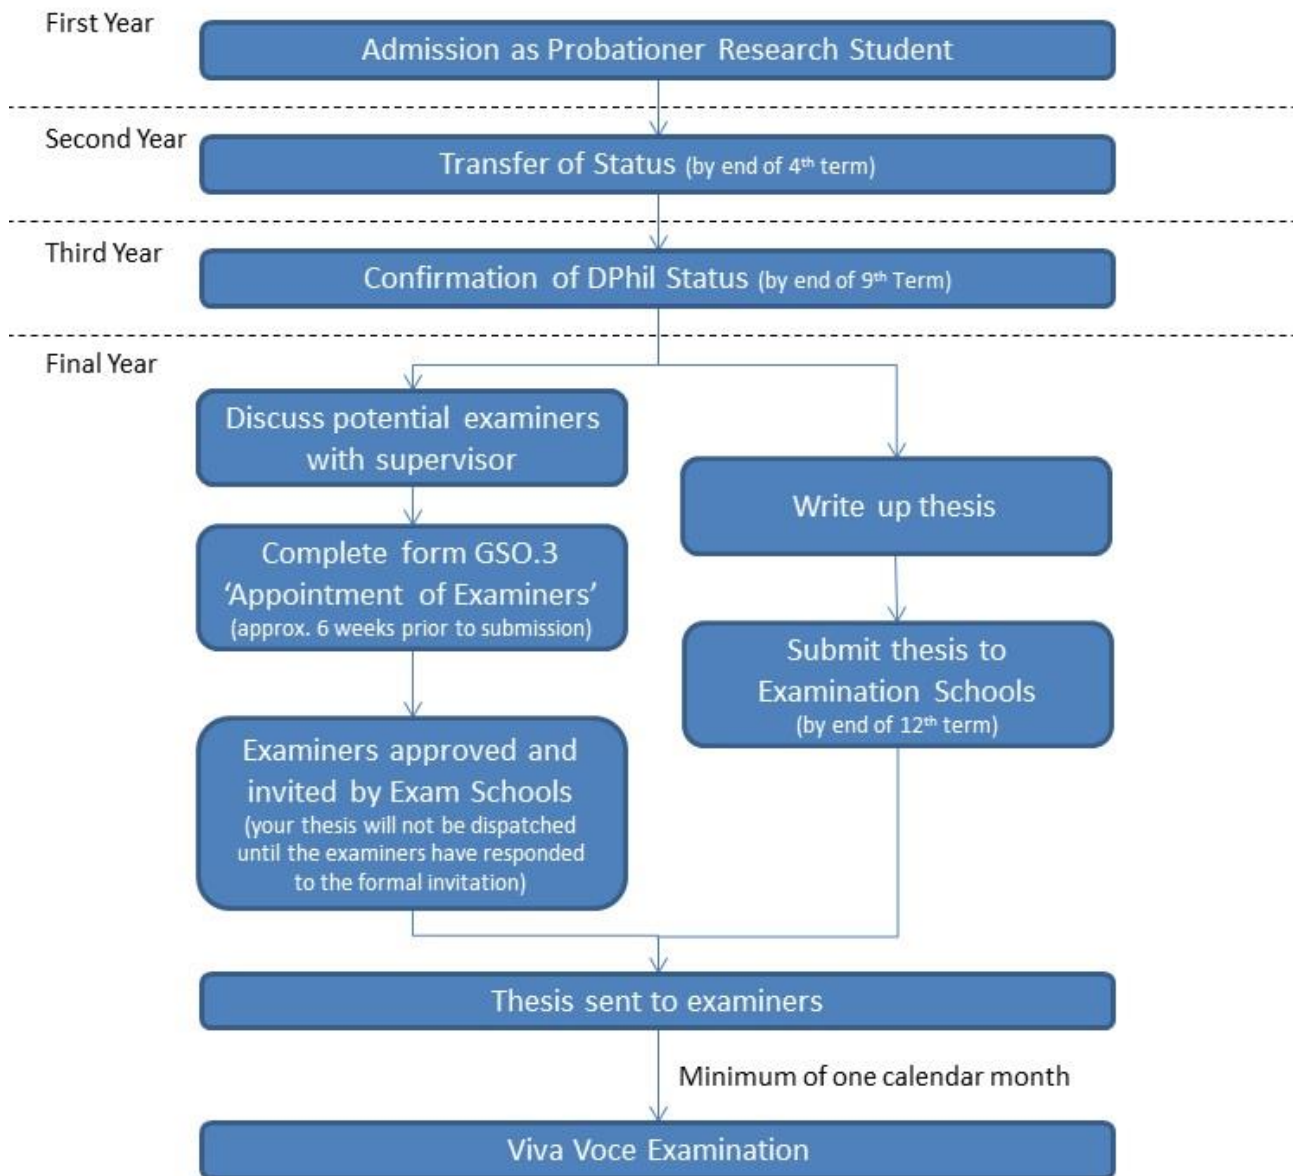 First Year
Admission as Probationer Research Student
Second Year
Transfer of Status (by end of 4th term)
Third Year
Confirmation of DPhil Status (by end of 9th Term)
Final Year
Discuss potential examiners
with supervisor
Complete form GSO.3
‘Appointment of Examiners’
(approx. 6 weeks prior to submission)
Examiners approved and
invited by Exam Schools
(your thesis will not be dispatched
until the examiners have responded
to the formal invitation)
Write up thesis
Submit thesis to
Examination Schools
(by end of 12th term)
Thesis sent to examiners
Minimum of one calendar month
Viva Voce Examination